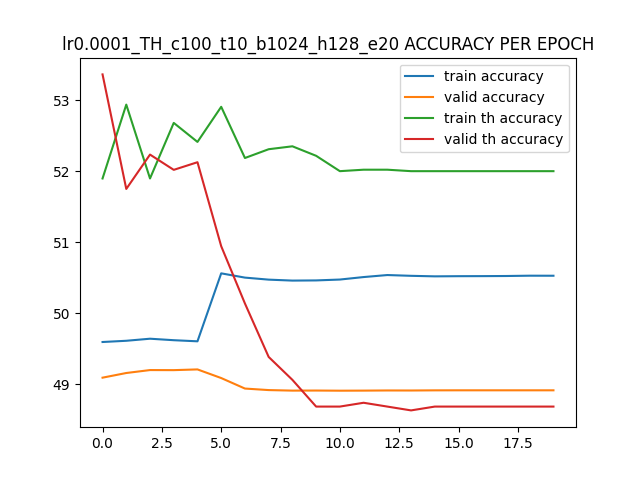 lr0.0001_TH_c100_t10_b1024_h128_e20 ACCURACY PER EPOCH
train accuracy
valid accuracy
train th accuracy
valid th accuracy
53
52
51
50
49
0.0 2.5 5.0 7.5 10.0 12.5 15.0 17.5